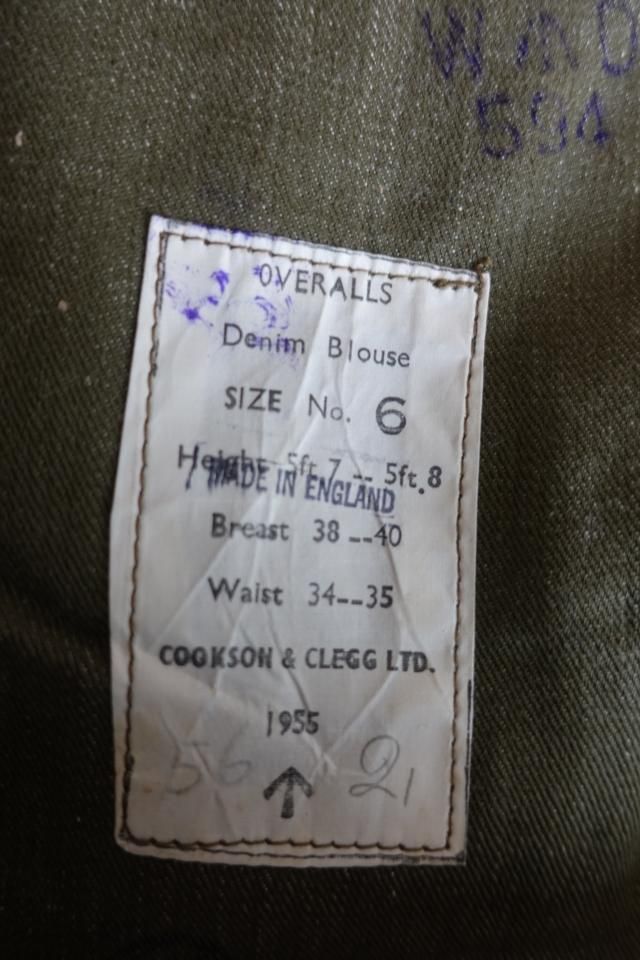 W ↑ D
594
OVERALLS
Denim Blouse
SIZE No. 6
Height 5ft.7 -- 5ft.8
MADE IN ENGLAND
Breast 38 -- 40
Waist 34--35
COOKSON & CLEGG LTD.
1955
56 21